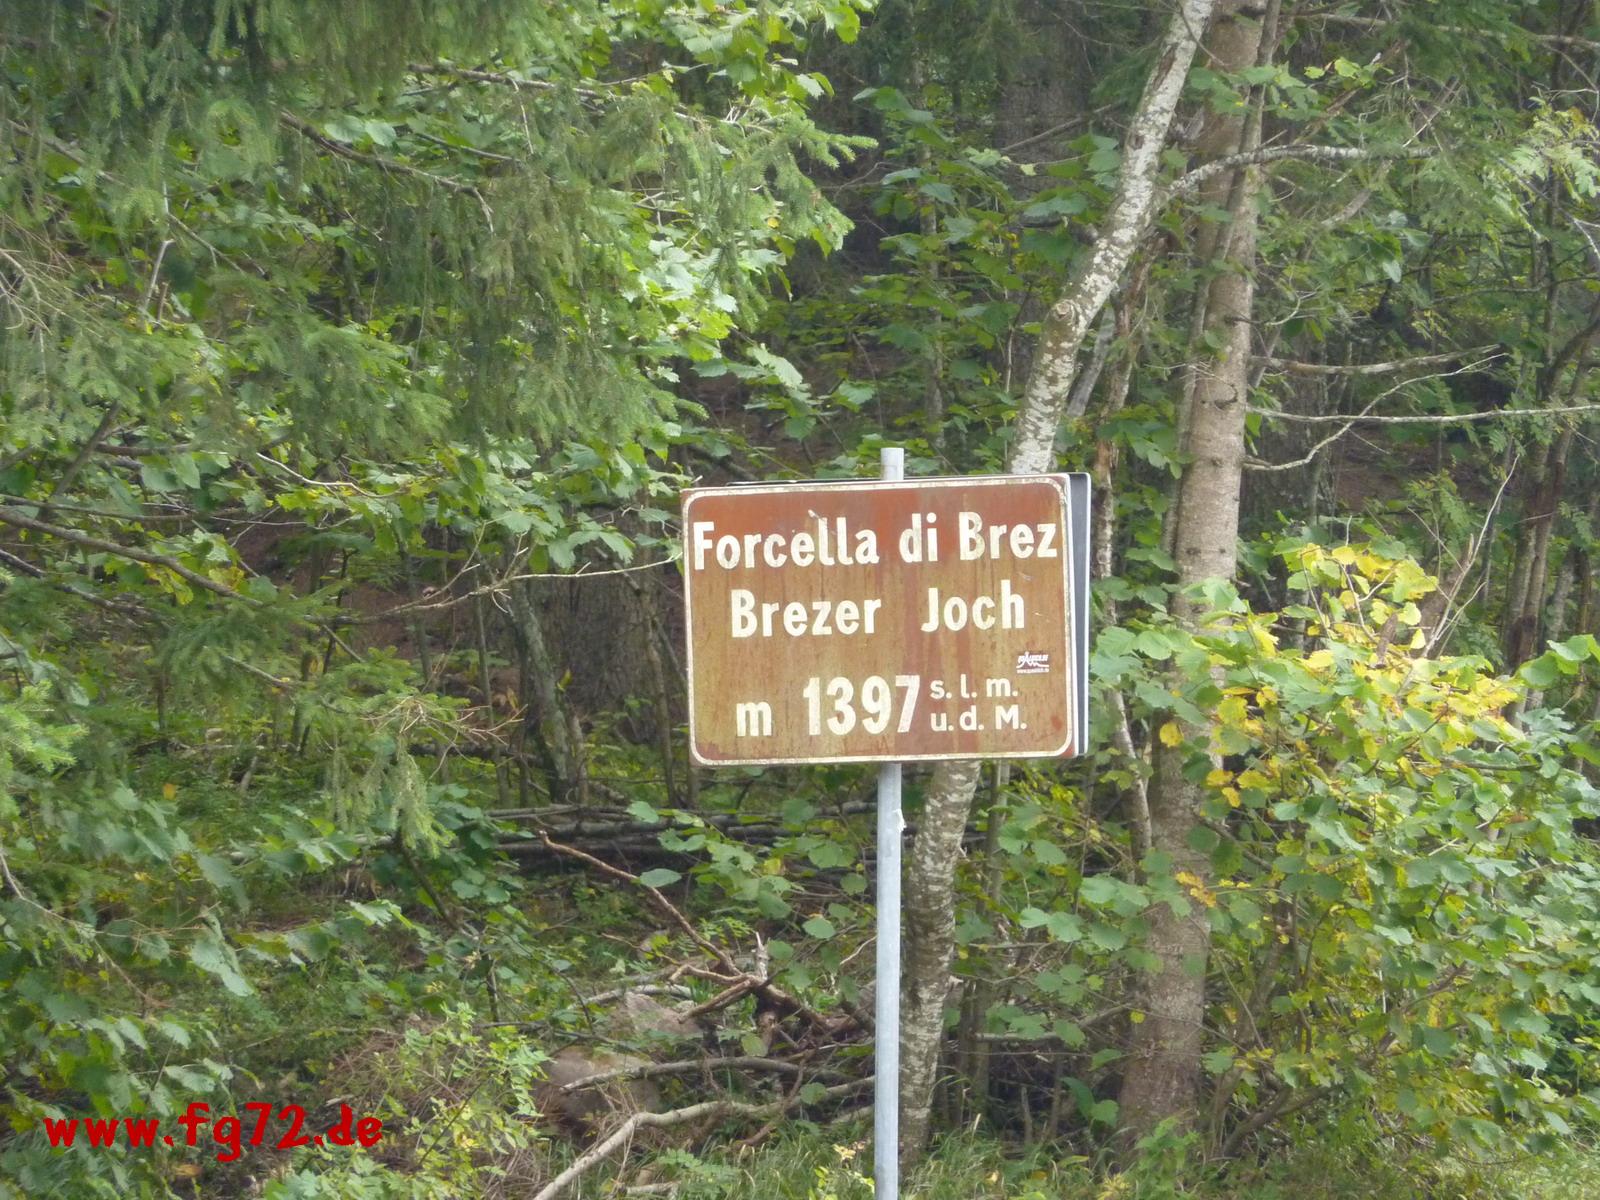 Forcella di Brez
Brezer Joch
m 1397 s. l. m.
u. d. M.
www.fg72.de